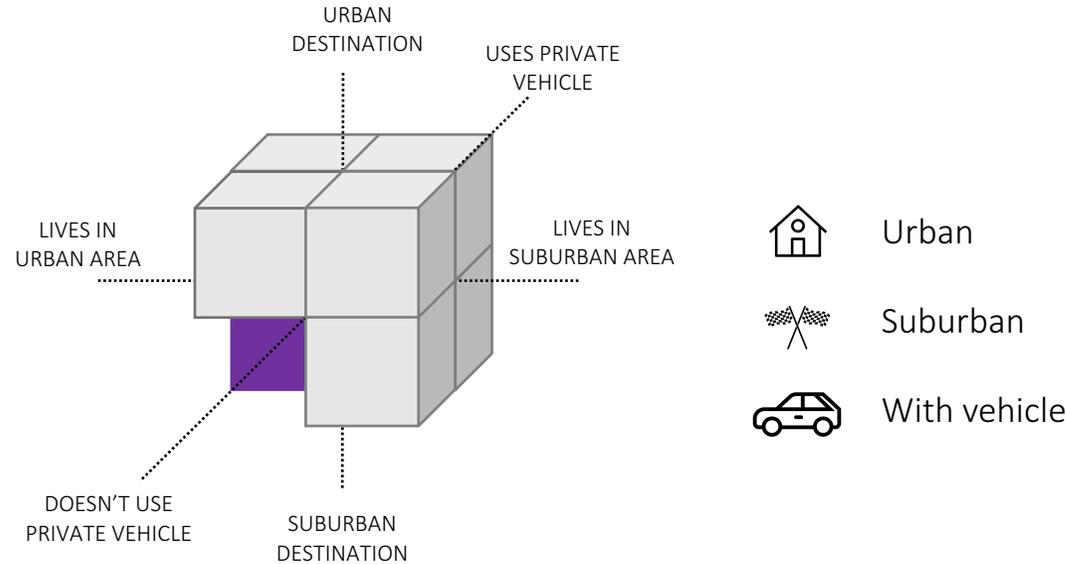 URBAN
DESTINATION
USES PRIVATE
VEHICLE
LIVES IN
URBAN AREA
LIVES IN
SUBURBAN AREA
DOESN’T USE
PRIVATE VEHICLE
SUBURBAN
DESTINATION
Urban
Suburban
With vehicle